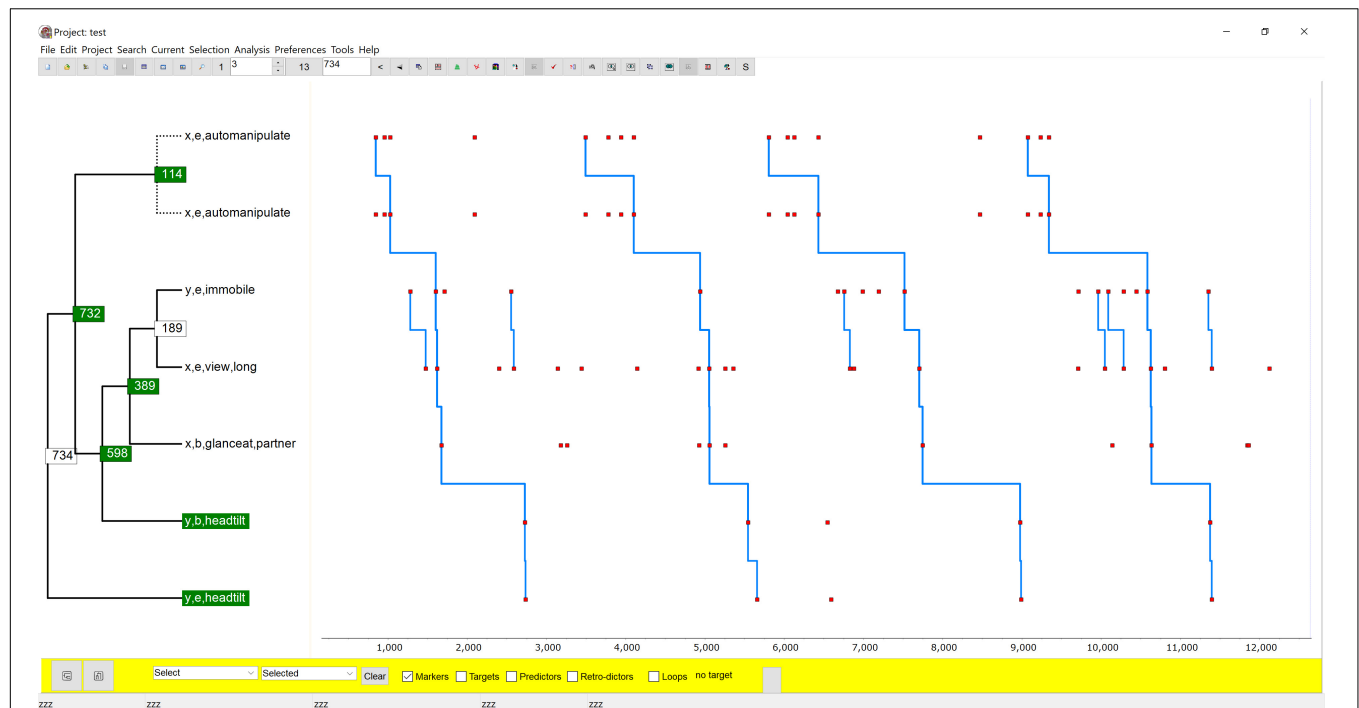 Project: test
File Edit Project Search Current Selection Analysis Preferences Tools Help
1 3 13 734 S
x,e,automanipulate
114
x,e,automanipulate
y,e,immobile
732
189
x,e,view,long
389
x,b,glanceat,partner
734 598
y,b,headtilt
y,e,headtilt
1,000 2,000 3,000 4,000 5,000 6,000 7,000 8,000 9,000 10,000 11,000 12,000
Select Selected Clear Markers Targets Predictors Retro-dictors Loops no target
zzz zzz zzz zzz zzz